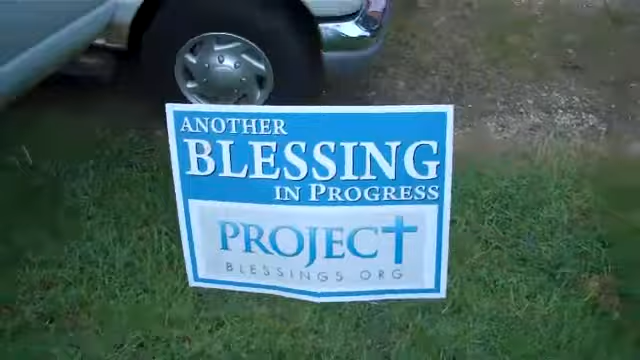 ANOTHER
BLESSING
IN PROGRESS
PROJECT
BLESSINGS ORG